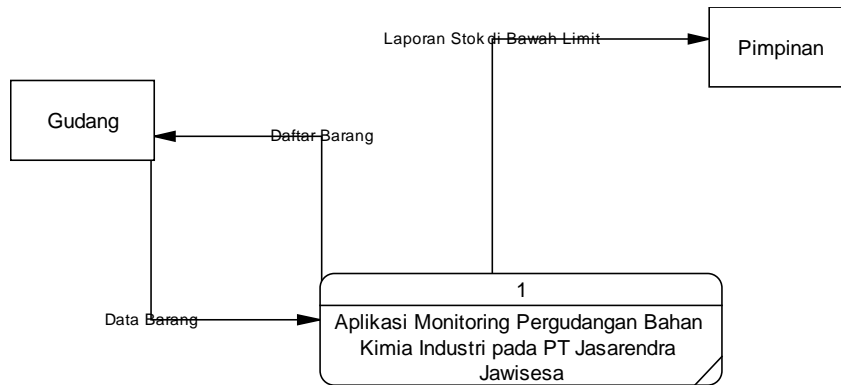 Laporan Stok di Bawah Limit
Pimpinan
Gudang
Daftar Barang
Data Barang
1
Aplikasi Monitoring Pergudangan Bahan
Kimia Industri pada PT Jasarendra
Jawisesa